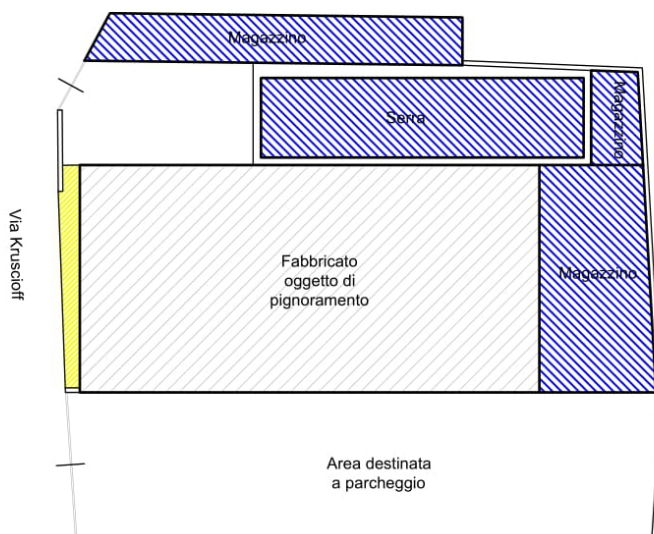 Magazzino
Serra
Magazzino
Via Kruscioff
Fabbricato
oggetto di
pignoramento
Magazzino
Area destinata
a parcheggio